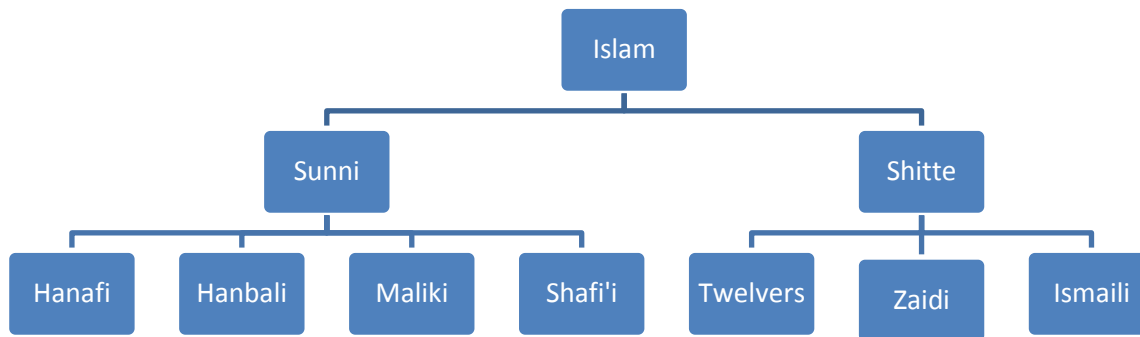 Islam
Sunni
Shitte
Hanafi
Hanbali
Maliki
Shafi'i
Twelvers
Zaidi
Ismaili